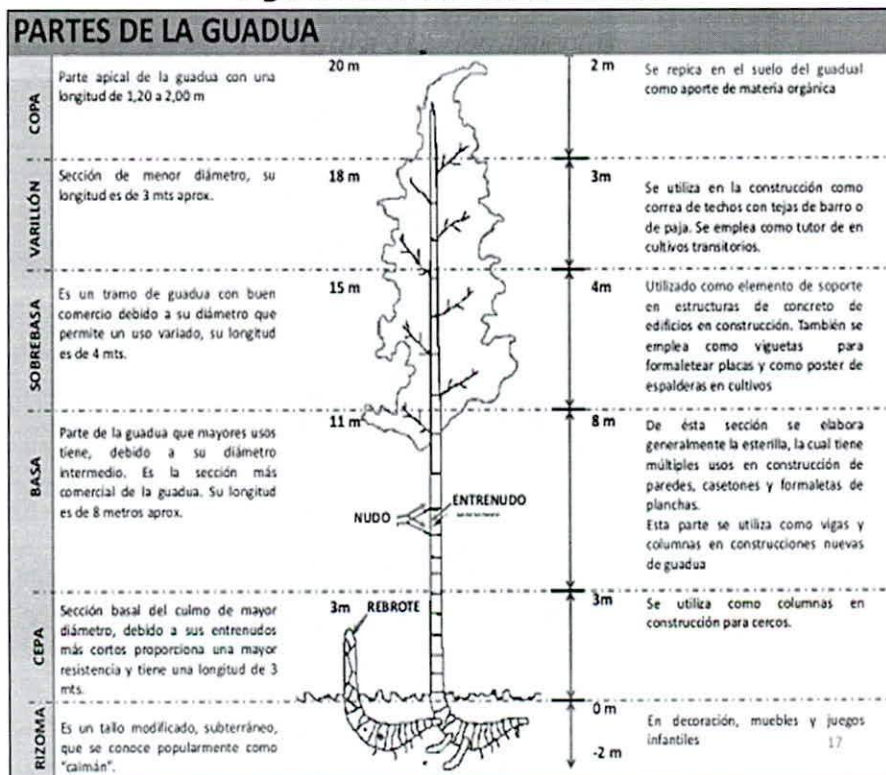 PARTES DE LA GUADUA
COPA
Parte apical de la guadua con una
longitud de 1,20 a 2,00 m
20 m
2 m
Se repica en el suelo del guadual
como aporte de materia orgánica
VARILLÓN
Sección de menor diámetro, su
longitud es de 3 mts aprox.
18 m
3m
Se utiliza en la construcción como
correa de techos con tejas de barro o
de paja. Se emplea como tutor de en
cultivos transitorios.
SOBREBASA
Es un tramo de guadua con buen
comercio debido a su diámetro que
permite un uso variado, su longitud
es de 4 mts.
15 m
4m
Utilizado como elemento de soporte
en estructuras de concreto de
edificios en construcción. También se
emplea como viguetas para
formaletear placas y como poster de
espalderas en cultivos
BASA
Parte de la guadua que mayores usos
tiene, debido a su diámetro
intermedio. Es la sección más
comercial de la guadua. Su longitud
es de 8 metros aprox.
11 m
NUDO
ENTRENUDO
8 m
De ésta sección se elabora
generalmente la esterilla, la cual tiene
múltiples usos en construcción de
paredes, casetones y formaletas de
planchas.
Esta parte se utiliza como vigas y
columnas en construcciones nuevas
de guadua
CEPA
Sección basal del culmo de mayor
diámetro, debido a sus entrenudos
más cortos proporciona una mayor
resistencia y tiene una longitud de 3
mts.
3m
REBROTE
3m
Se utiliza como columnas en
construcción para cercos.
RIZOMA
Es un tallo modificado, subterráneo,
que se conoce popularmente como
"caimán".
0 m
-2 m
En decoración, muebles y juegos
infantiles
17